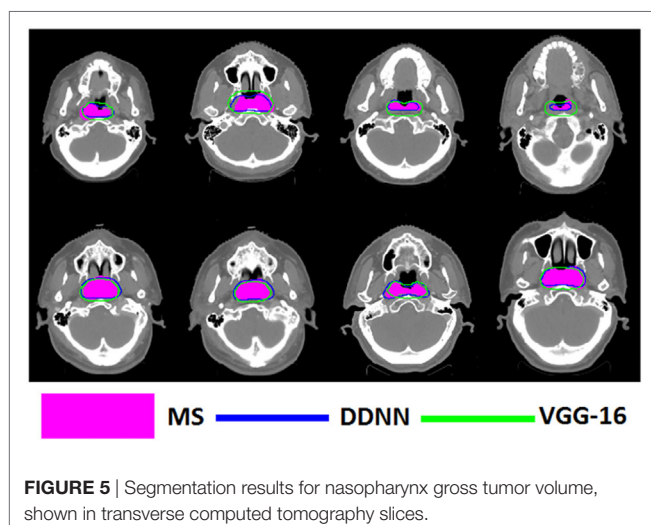 MS DDNN VGG-16
FIGURE 5 | Segmentation results for nasopharynx gross tumor volume,
shown in transverse computed tomography slices.